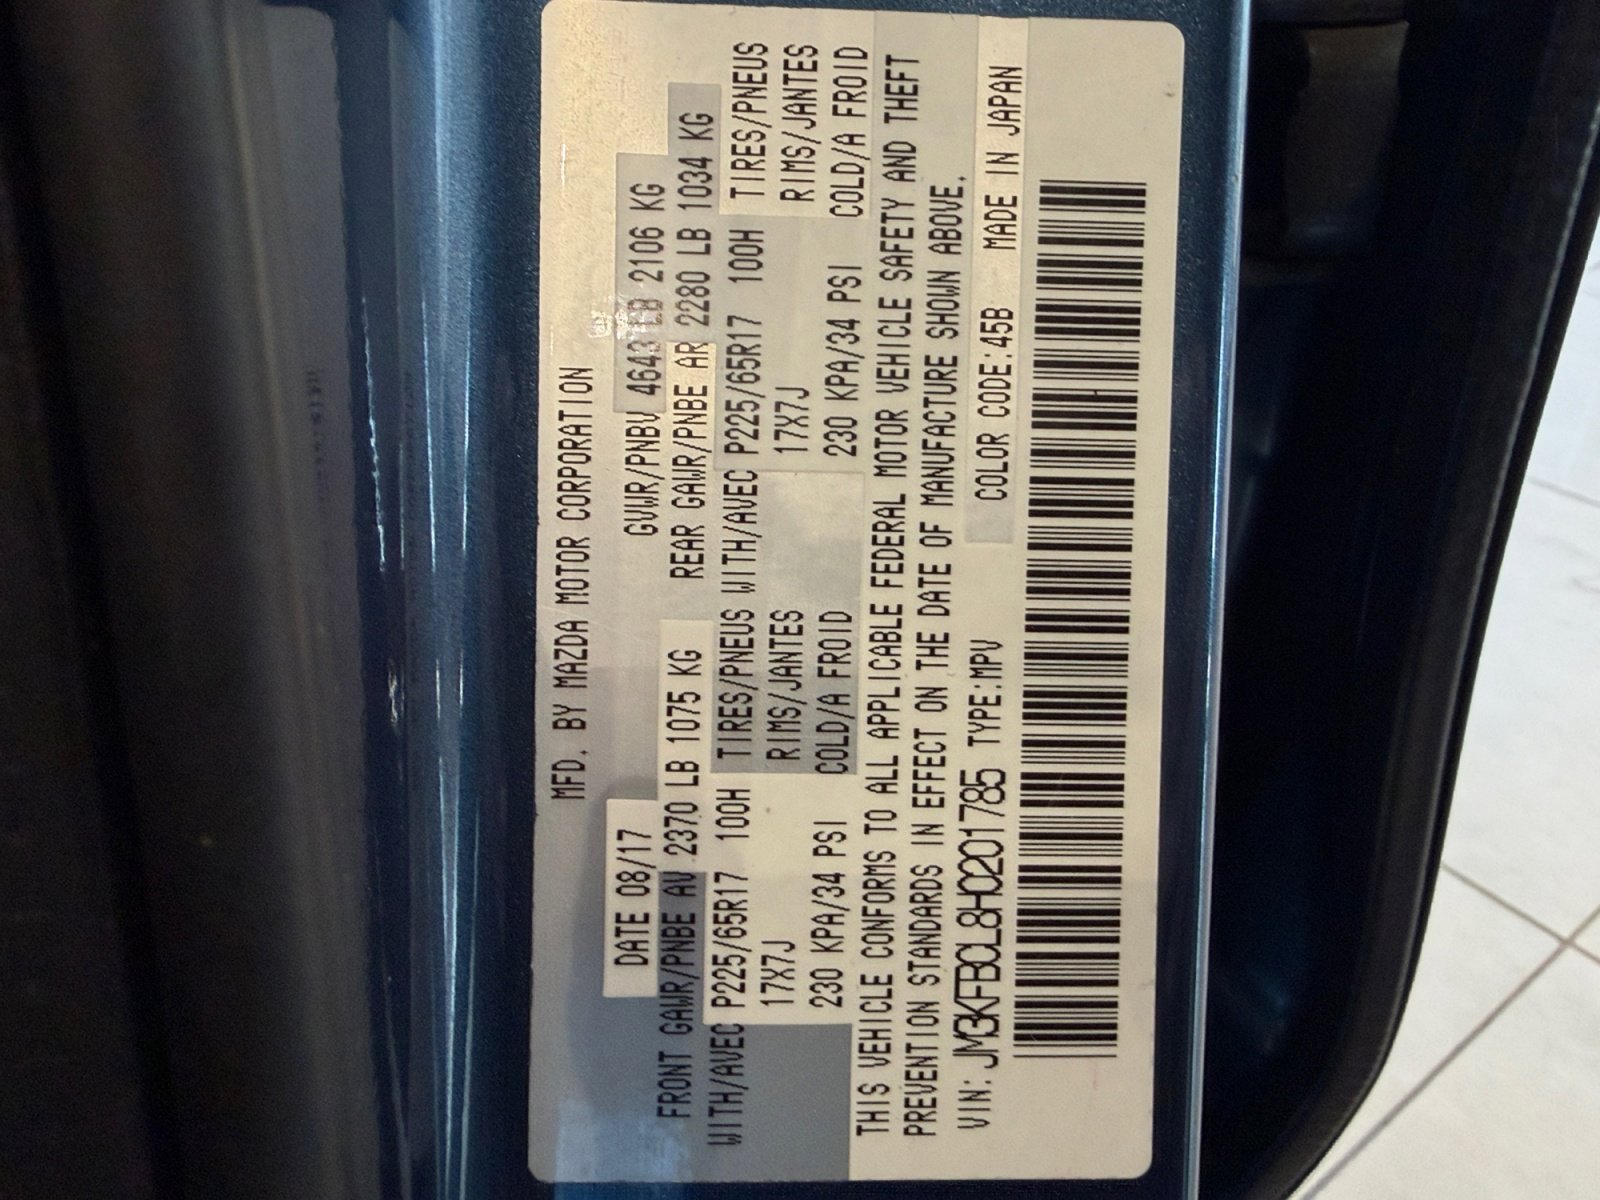 MFD. BY MAZDA MOTOR CORPORATION
DATE 08/17 GVWR/PNBV 4643 LB 2106 KG
FRONT GAWR/PNBE AV 2370 LB 1075 KG REAR GAWR/PNBE AR 2280 LB 1034 KG
WITH/AVEC P225/65R17 100H TIRES/PNEUS WITH/AVEC P225/65R17 100H TIRES/PNEUS
17X7J RIMS/JANTES 17X7J RIMS/JANTES
230 KPA/34 PSI COLD/A FROID 230 KPA/34 PSI COLD/A FROID
THIS VEHICLE CONFORMS TO ALL APPLICABLE FEDERAL MOTOR VEHICLE SAFETY AND THEFT
PREVENTION STANDARDS IN EFFECT ON THE DATE OF MANUFACTURE SHOWN ABOVE.
VIN: JM3KFBCL8H0201785 TYPE:MPV COLOR CODE:45B MADE IN JAPAN